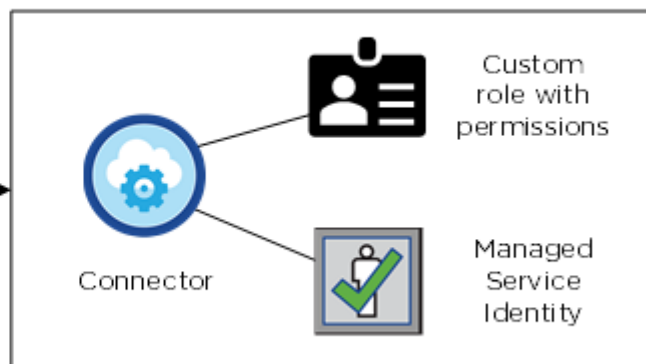 Custom
role with
permissions
Connector
Managed
Service
Identity